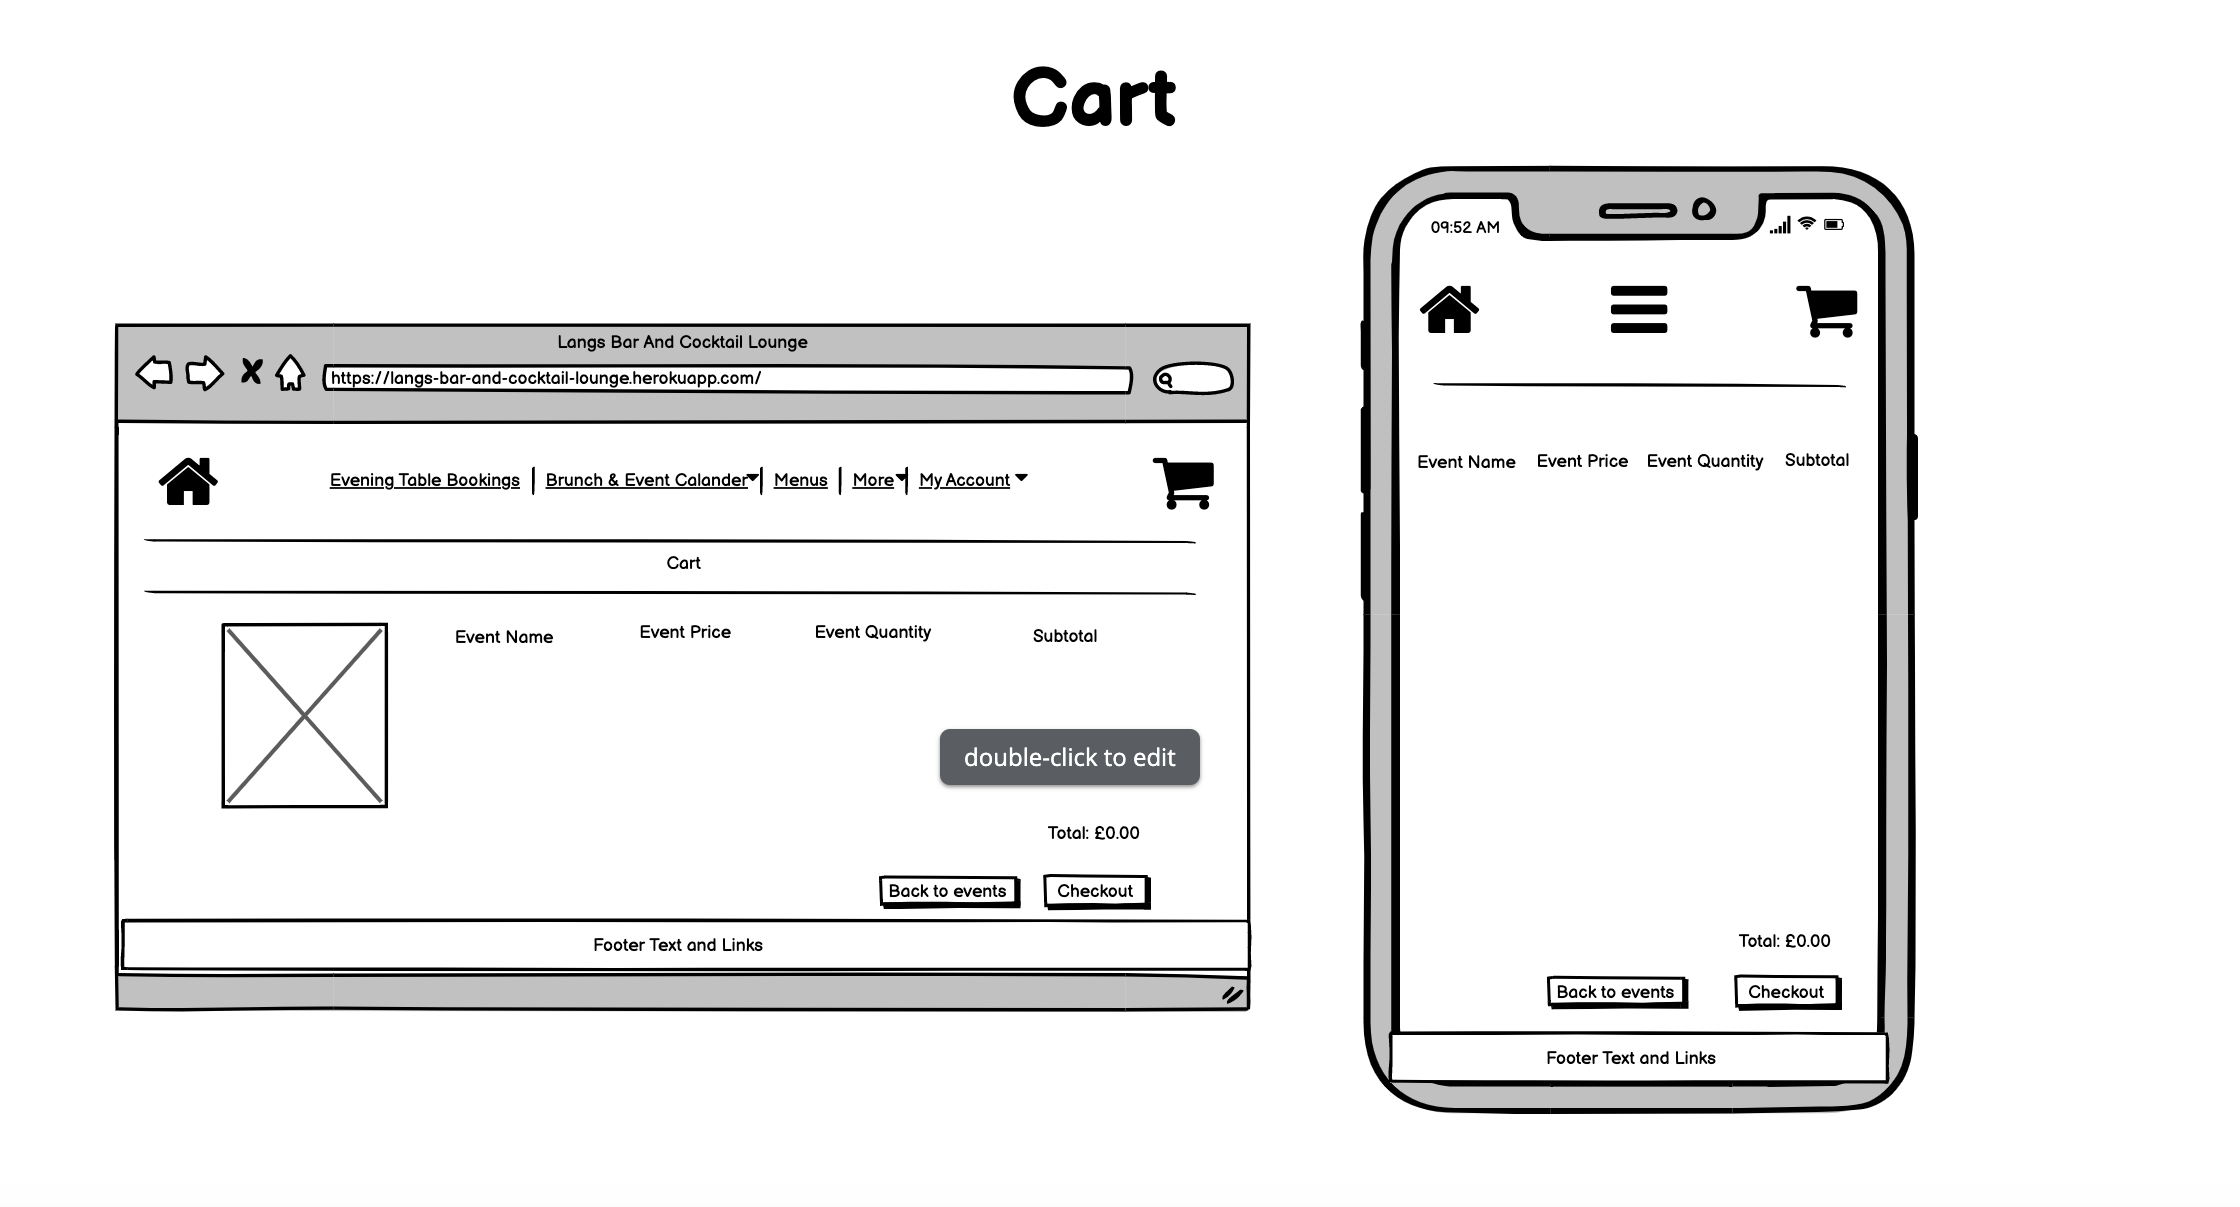 Cart
Langs Bar And Cocktail Lounge
https://langs-bar-and-cocktail-lounge.herokuapp.com/
Evening Table Bookings Brunch & Event Calander Menus More My Account
Cart
Event Name Event Price Event Quantity Subtotal
double-click to edit
Total: £0.00
Back to events Checkout
Footer Text and Links
09:52 AM
Event Name Event Price Event Quantity Subtotal
Total: £0.00
Back to events Checkout
Footer Text and Links